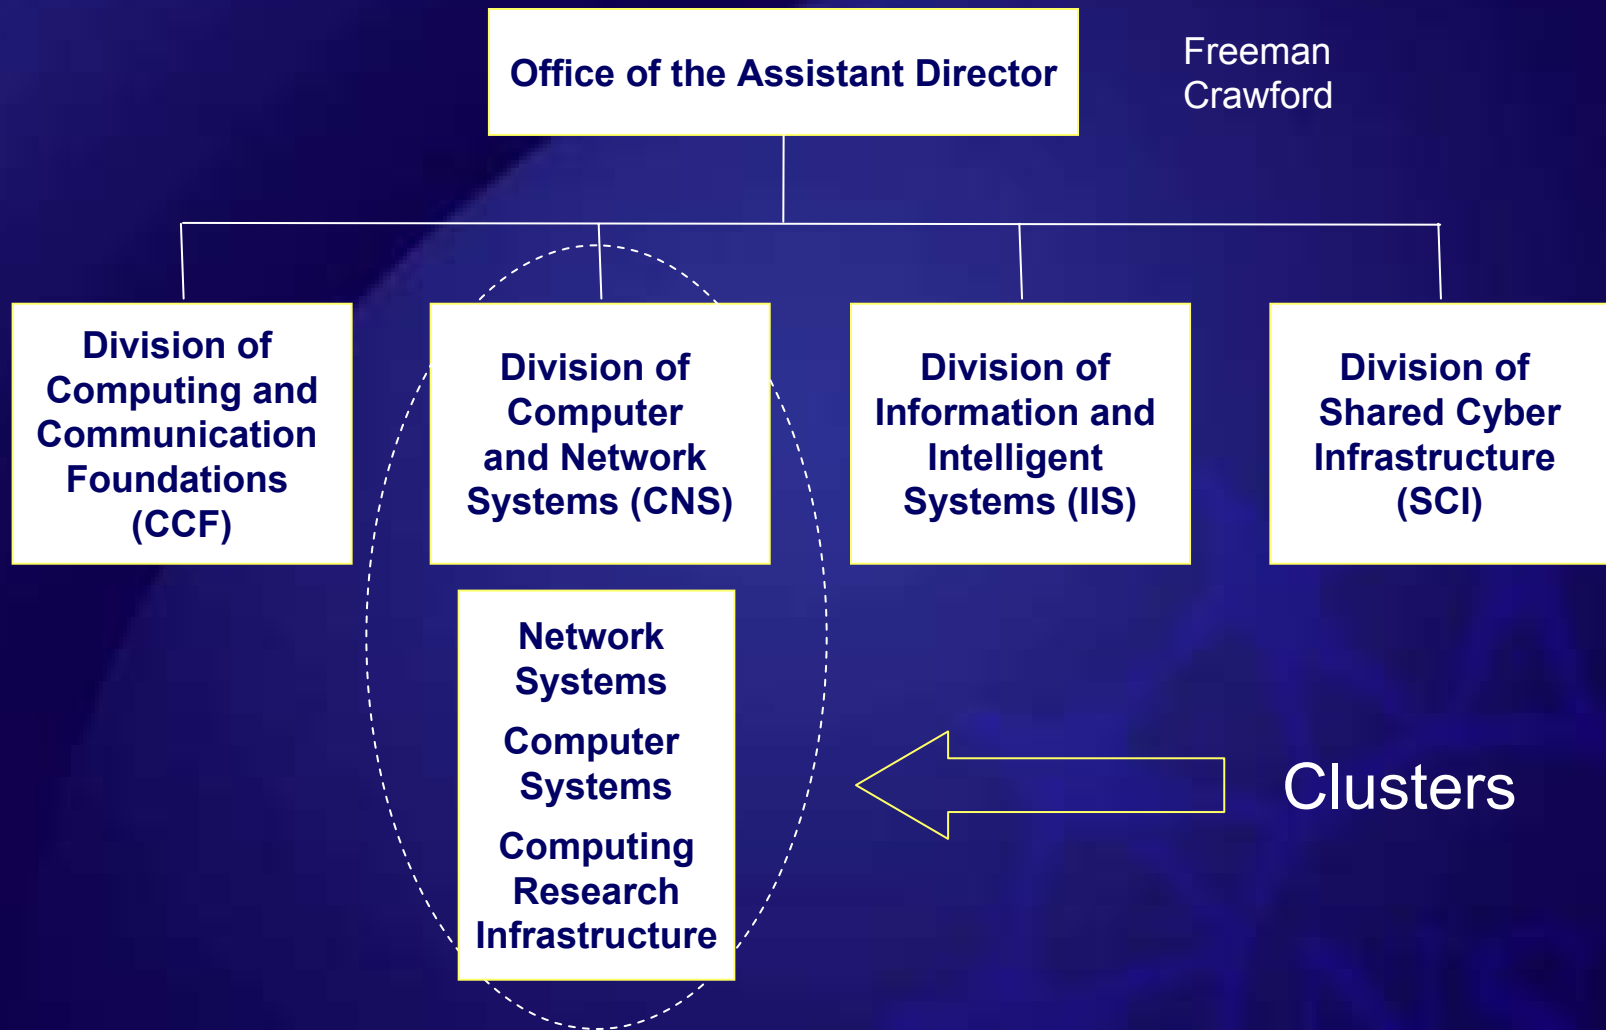 Office of the Assistant Director
Freeman
Crawford
Division of
Computing and
Communication
Foundations
(CCF)
Division of
Computer
and Network
Systems (CNS)
Division of
Information and
Intelligent
Systems (IIS)
Division of
Shared Cyber
Infrastructure
(SCI)
Network
Systems
Computer
Systems
Computing
Research
Infrastructure
Clusters